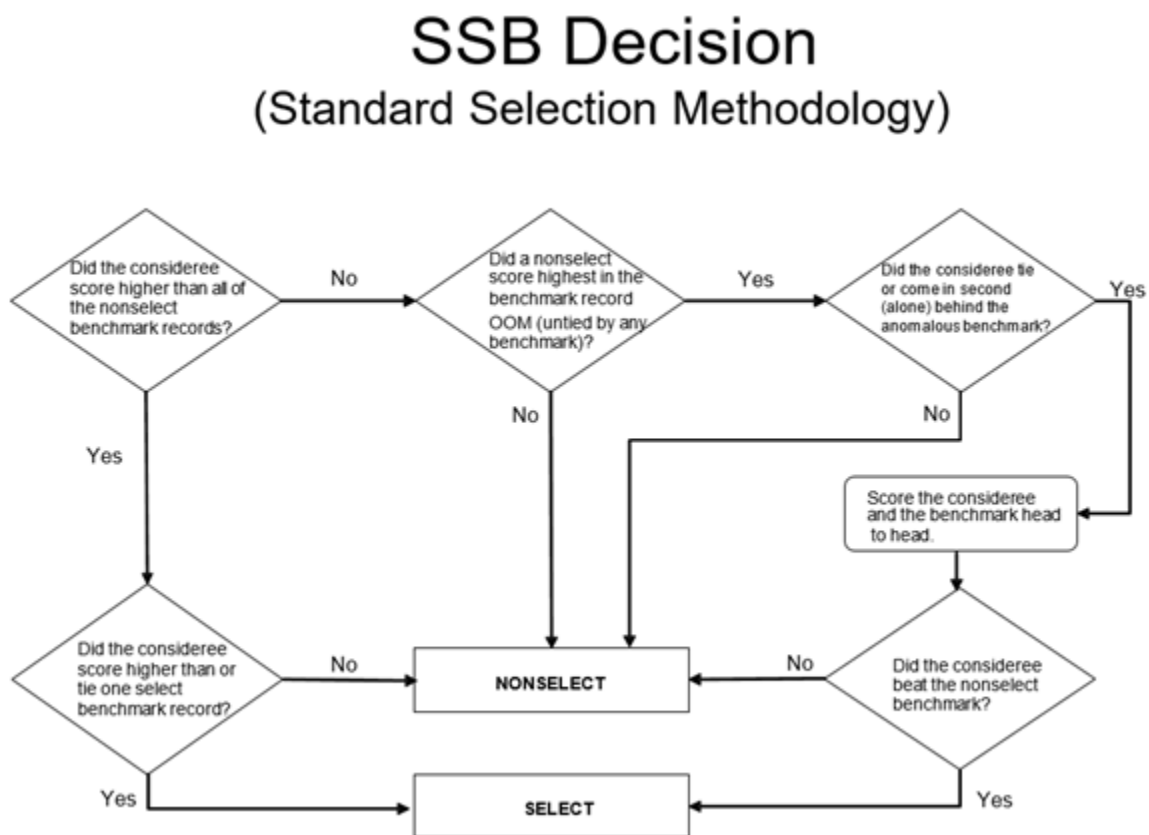 SSB Decision
(Standard Selection Methodology)
Did the consideree
score higher than all of
the nonselect
benchmark records?
No
Did a nonselect
score highest in the
benchmark record
OOM (untied by any
benchmark)?
Yes
Did the consideree tie
or come in second
(alone) behind the
anomalous benchmark?
Yes
No
No
Yes
Score the consideree
and the benchmark head
to head.
Did the consideree
score higher than or
tie one select
benchmark record?
No
NONSELECT
No
Did the consideree
beat the nonselect
benchmark?
Yes
SELECT
Yes